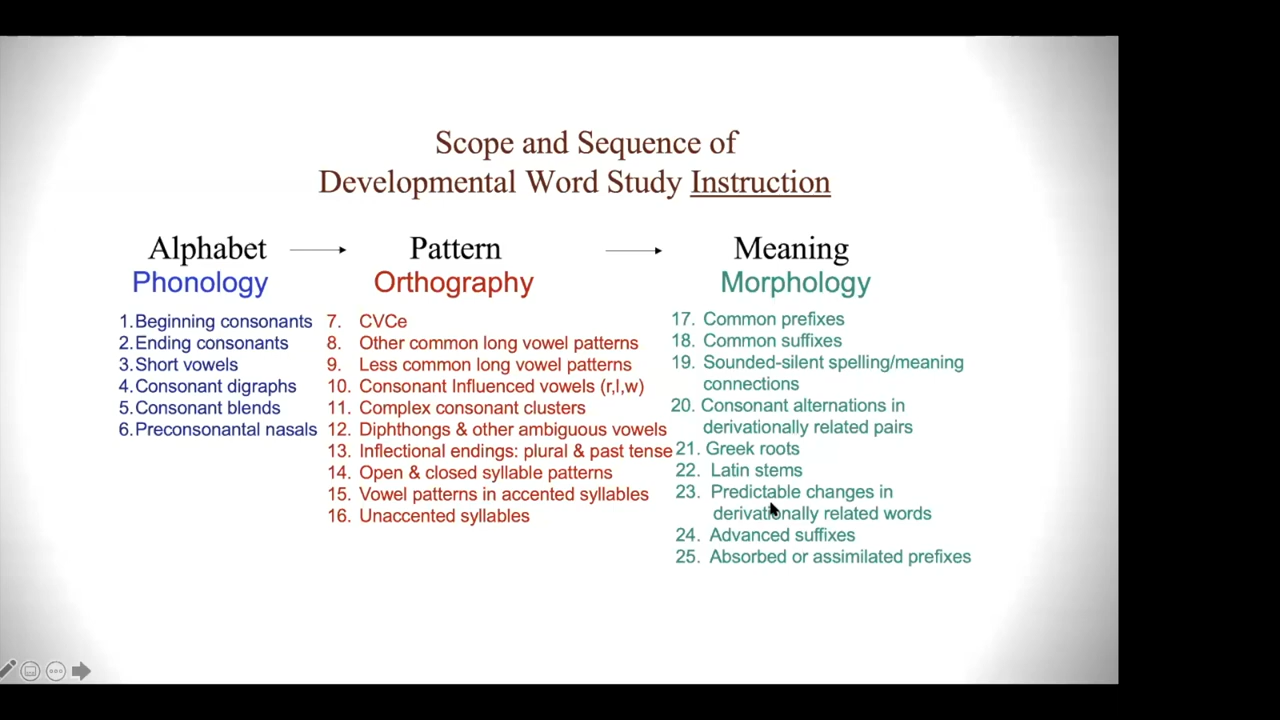 Scope and Sequence of
Developmental Word Study Instruction
Alphabet
Phonology
1.Beginning consonants
2.Ending consonants
3.Short vowels
4.Consonant digraphs
5.Consonant blends
6.Preconsonantal nasals
Pattern
Orthography
7. CVCe
8. Other common long vowel patterns
9. Less common long vowel patterns
10. Consonant Influenced vowels (r,l,w)
11. Complex consonant clusters
12. Diphthongs & other ambiguous vowels
13. Inflectional endings: plural & past tense
14. Open & closed syllable patterns
15. Vowel patterns in accented syllables
16. Unaccented syllables
Meaning
Morphology
17. Common prefixes
18. Common suffixes
19. Sounded-silent spelling/meaning
connections
20. Consonant alternations in
derivationally related pairs
21. Greek roots
22. Latin stems
23. Predictable changes in
derivationally related words
24. Advanced suffixes
25. Absorbed or assimilated prefixes